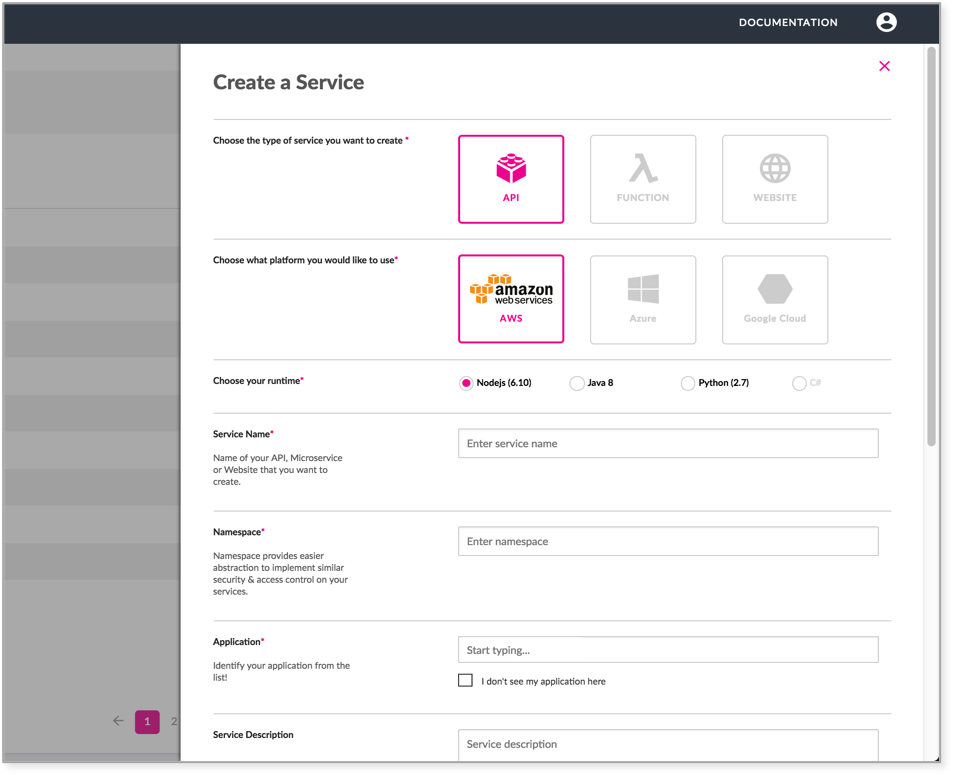 DOCUMENTATION
Create a Service
Choose the type of service you want to create *
API
FUNCTION
WEBSITE
Choose what platform you would like to use*
amazon
web services
AWS
Azure
Google Cloud
Choose your runtime*
Nodejs (6.10)
Java 8
Python (2.7)
C#
Service Name*
Enter service name
Name of your API, Microservice
or Website that you want to
create.
Namespace*
Enter namespace
Namespace provides easier
abstraction to implement similar
security & access control on your
services.
Application*
Start typing...
Identify your application from the
list!
I don't see my application here
1
2
Service Description
Service description